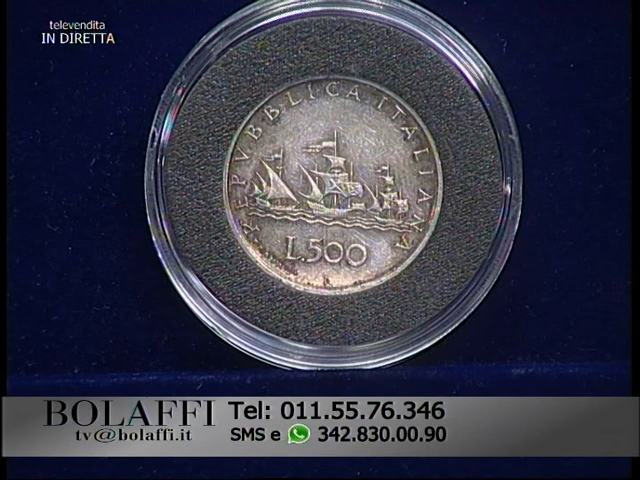 televendita
IN DIRETTA
REPVBBLICA ITALIANA
L.500
BOLAFFI
tv@bolaffi.it
Tel: 011.55.76.346
SMS e 342.830.00.90